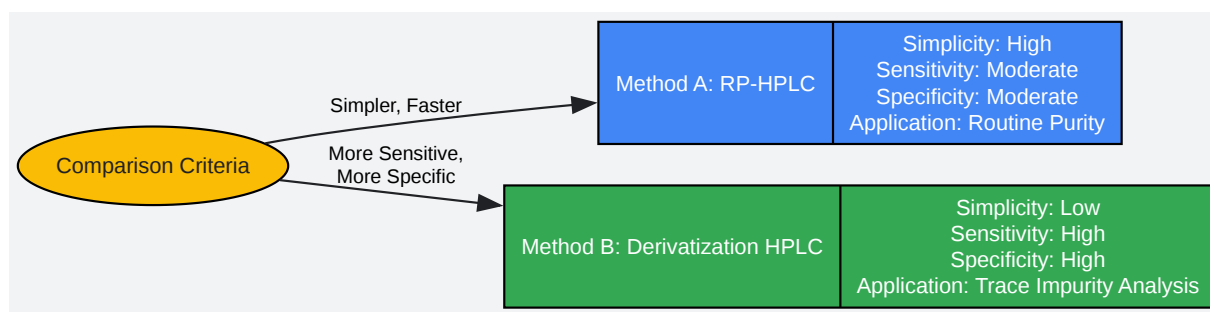 Comparison Criteria
Simpler, Faster
More Sensitive,
More Specific
Method A: RP-HPLC
Simplicity: High
Sensitivity: Moderate
Specificity: Moderate
Application: Routine Purity
Method B: Derivatization HPLC
Simplicity: Low
Sensitivity: High
Specificity: High
Application: Trace Impurity Analysis